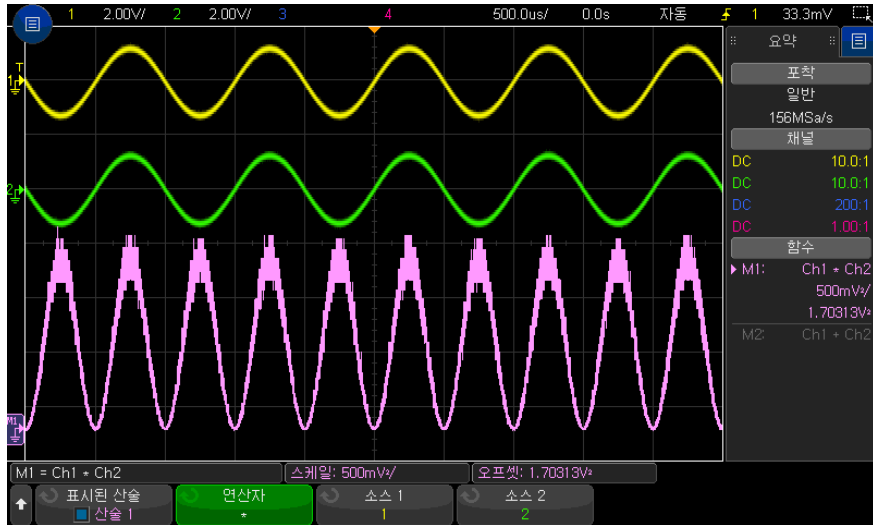 1 2.00V/ 2 2.00V/ 3 4 500.0us/ 0.0s 자동 1 33.3mV
T
1
2
M1
요약
포착
일반
156MSa/s
채널
DC 10.0:1
DC 10.0:1
DC 200:1
DC 1.00:1
함수
M1: Ch1 * Ch2
500mV²/
1.70313V²
M2: Ch1 + Ch2
M1 = Ch1 * Ch2 스케일: 500mV²/ 오프셋: 1.70313V²
표시된 산술 연산자 소스 1 소스 2
산술 1 * 1 2